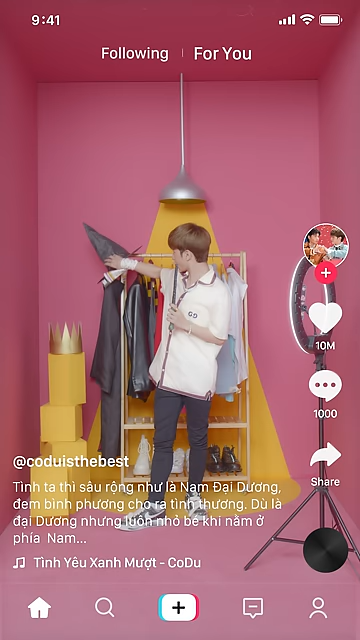 9:41
Following
For You
10M
1000
Share
@coduisthebest
Tình ta thì sâu rộng như là Nam Đại Dương,
đem bình phương cho ra tình thương. Dù là
đại Dương nhưng luôn nhỏ bé khi nằm ở
phía Nam...
Tình Yêu Xanh Mượt - CoDu